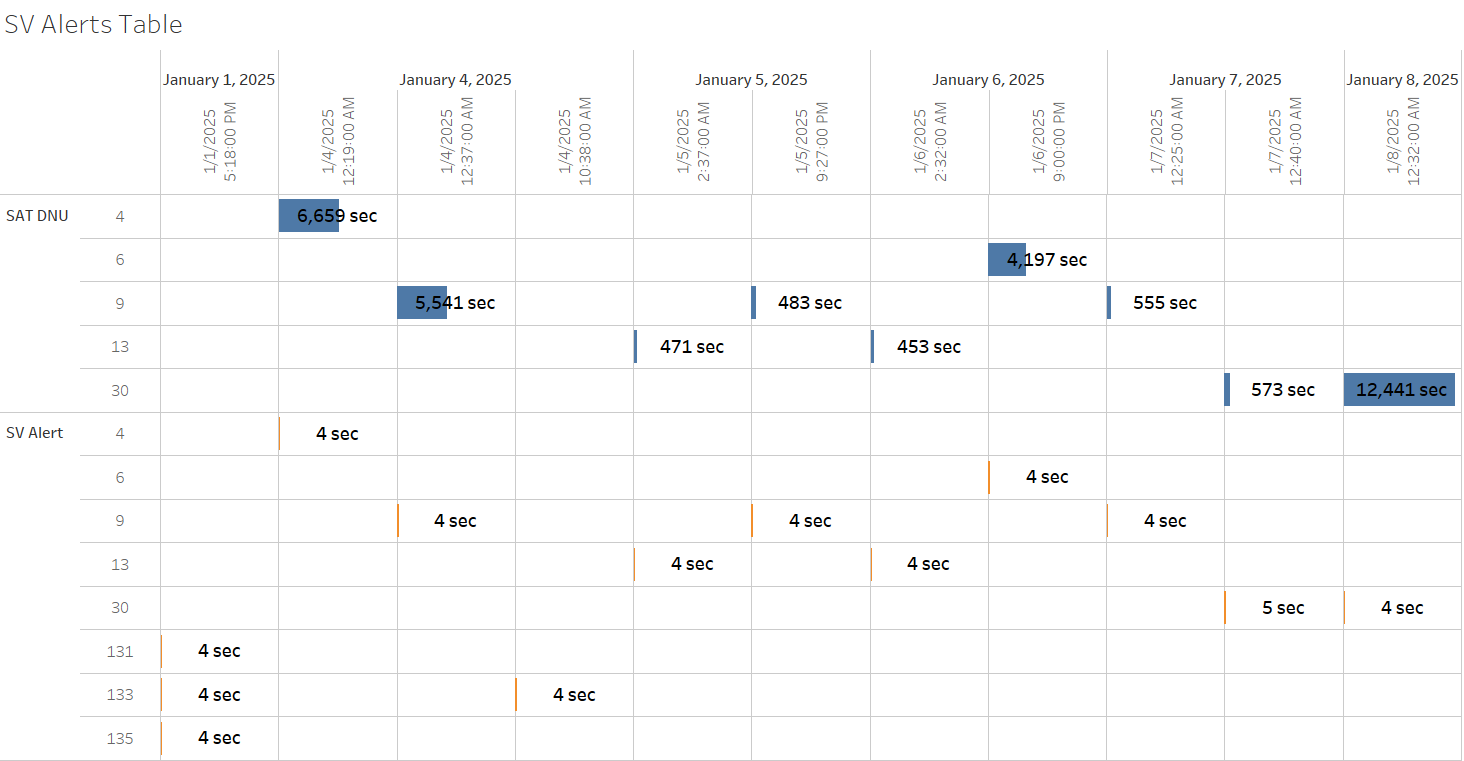 SV Alerts Table
January 1, 2025 January 4, 2025 January 5, 2025 January 6, 2025 January 7, 2025 January 8, 2025
1/1/2025
5:18:00 PM
1/4/2025
12:19:00 AM
1/4/2025
12:37:00 AM
1/4/2025
10:38:00 AM
1/5/2025
2:37:00 AM
1/5/2025
9:27:00 PM
1/6/2025
2:32:00 AM
1/6/2025
9:00:00 PM
1/7/2025
12:25:00 AM
1/7/2025
12:40:00 AM
1/8/2025
12:32:00 AM
SAT DNU 4 6,659 sec
6 4,197 sec
9 5,541 sec 483 sec 555 sec
13 471 sec 453 sec
30 573 sec 12,441 sec
SV Alert 4 4 sec
6 4 sec
9 4 sec 4 sec 4 sec
13 4 sec 4 sec
30 5 sec 4 sec
131 4 sec
133 4 sec 4 sec
135 4 sec